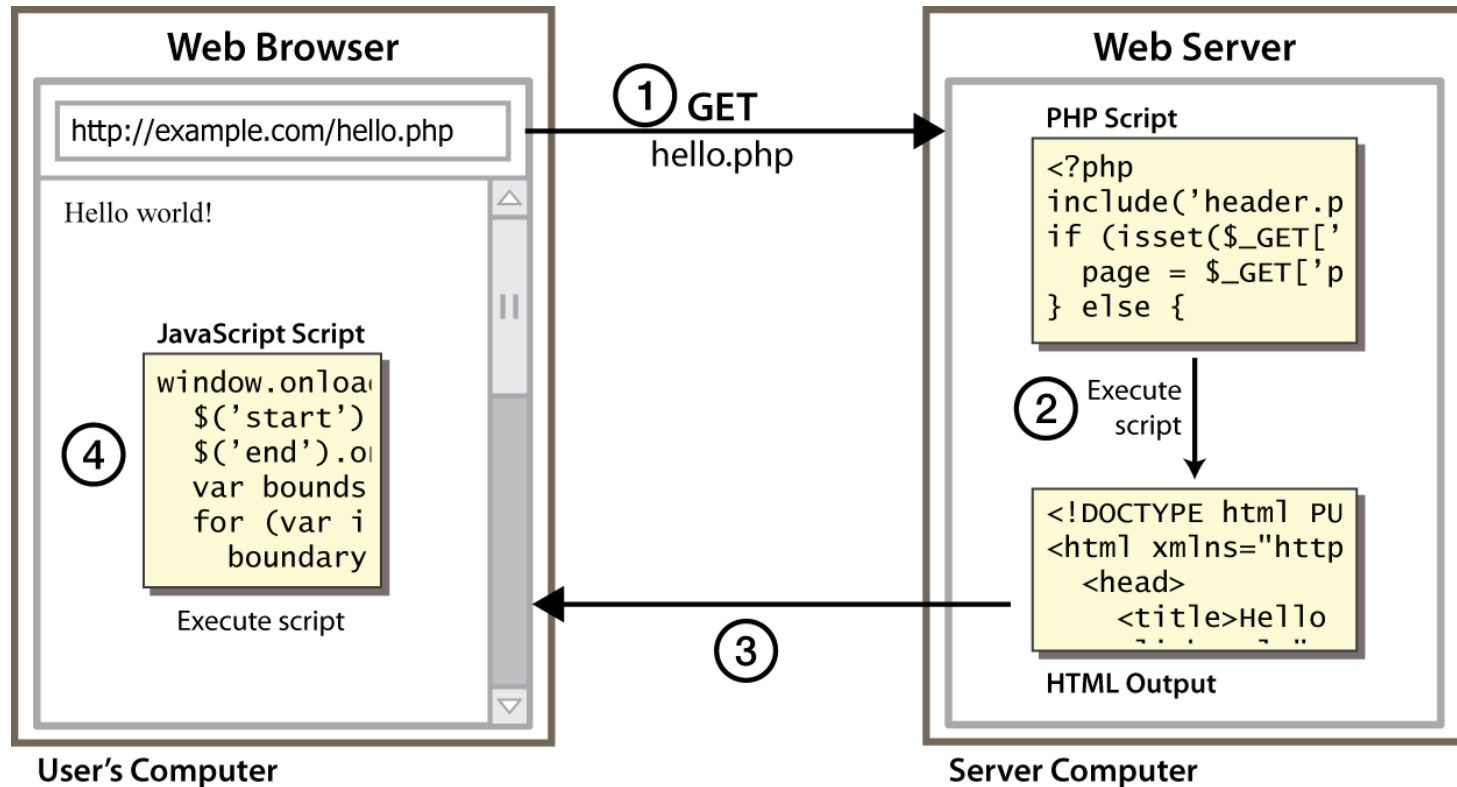 Web Browser
http://example.com/hello.php
Hello world!
JavaScript Script
window.onload
$('start')
$('end').on
var bounds
for (var i
boundary
4
Execute script
User's Computer
1 GET
hello.php
3
Web Server
PHP Script
<?php
include('header.p
if (isset($_GET['
page = $_GET['p
} else {
2
Execute
script
<!DOCTYPE html PU
<html xmlns="http
<head>
<title>Hello
HTML Output
Server Computer